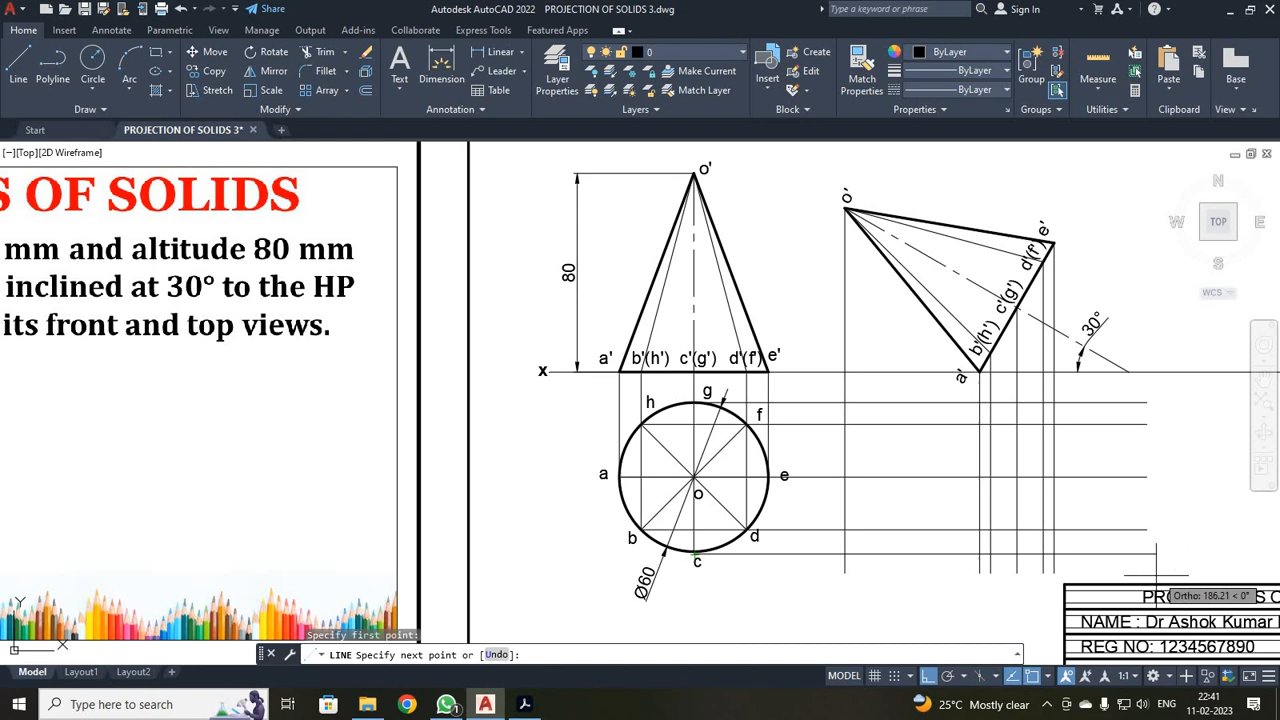 Share
Autodesk AutoCAD 2022
PROJECTION OF SOLIDS 3.dwg
Type a keyword or phrase
Sign In
Home
Insert
Annotate
Parametric
View
Manage
Output
Add-ins
Collaborate
Express Tools
Featured Apps
Line
Polyline
Circle
Arc
Move
Rotate
Trim
Copy
Mirror
Fillet
Stretch
Scale
Array
Text
Dimension
Linear
Leader
Table
Layer
Properties
0
Make Current
Match Layer
Insert
Create
Edit
Match
Properties
ByLayer
ByLayer
ByLayer
Group
Measure
Paste
Base
Draw
Modify
Annotation
Layers
Block
Properties
Groups
Utilities
Clipboard
View
Start
PROJECTION OF SOLIDS 3*
[−][Top][2D Wireframe]
S OF SOLIDS
mm and altitude 80 mm
inclined at 30° to the HP
its front and top views.
o'
80
x
a'
b'(h')
c'(g')
d'(f')
e'
h
g
f
a
o
e
b
c
d
Ø60
o'
e'
d'(f')
c'(g')
b'(h')
a'
30°
N
W
TOP
E
S
WCS
Ortho: 186.21 < 0°
NAME : Dr Ashok Kumar
REG NO: 1234567890
Y
X
Specify first point:
LINE Specify next point or [Undo]:
Model
Layout1
Layout2
MODEL
1:1
Type here to search
1
25°C Mostly clear
ENG
22:41
11-02-2023